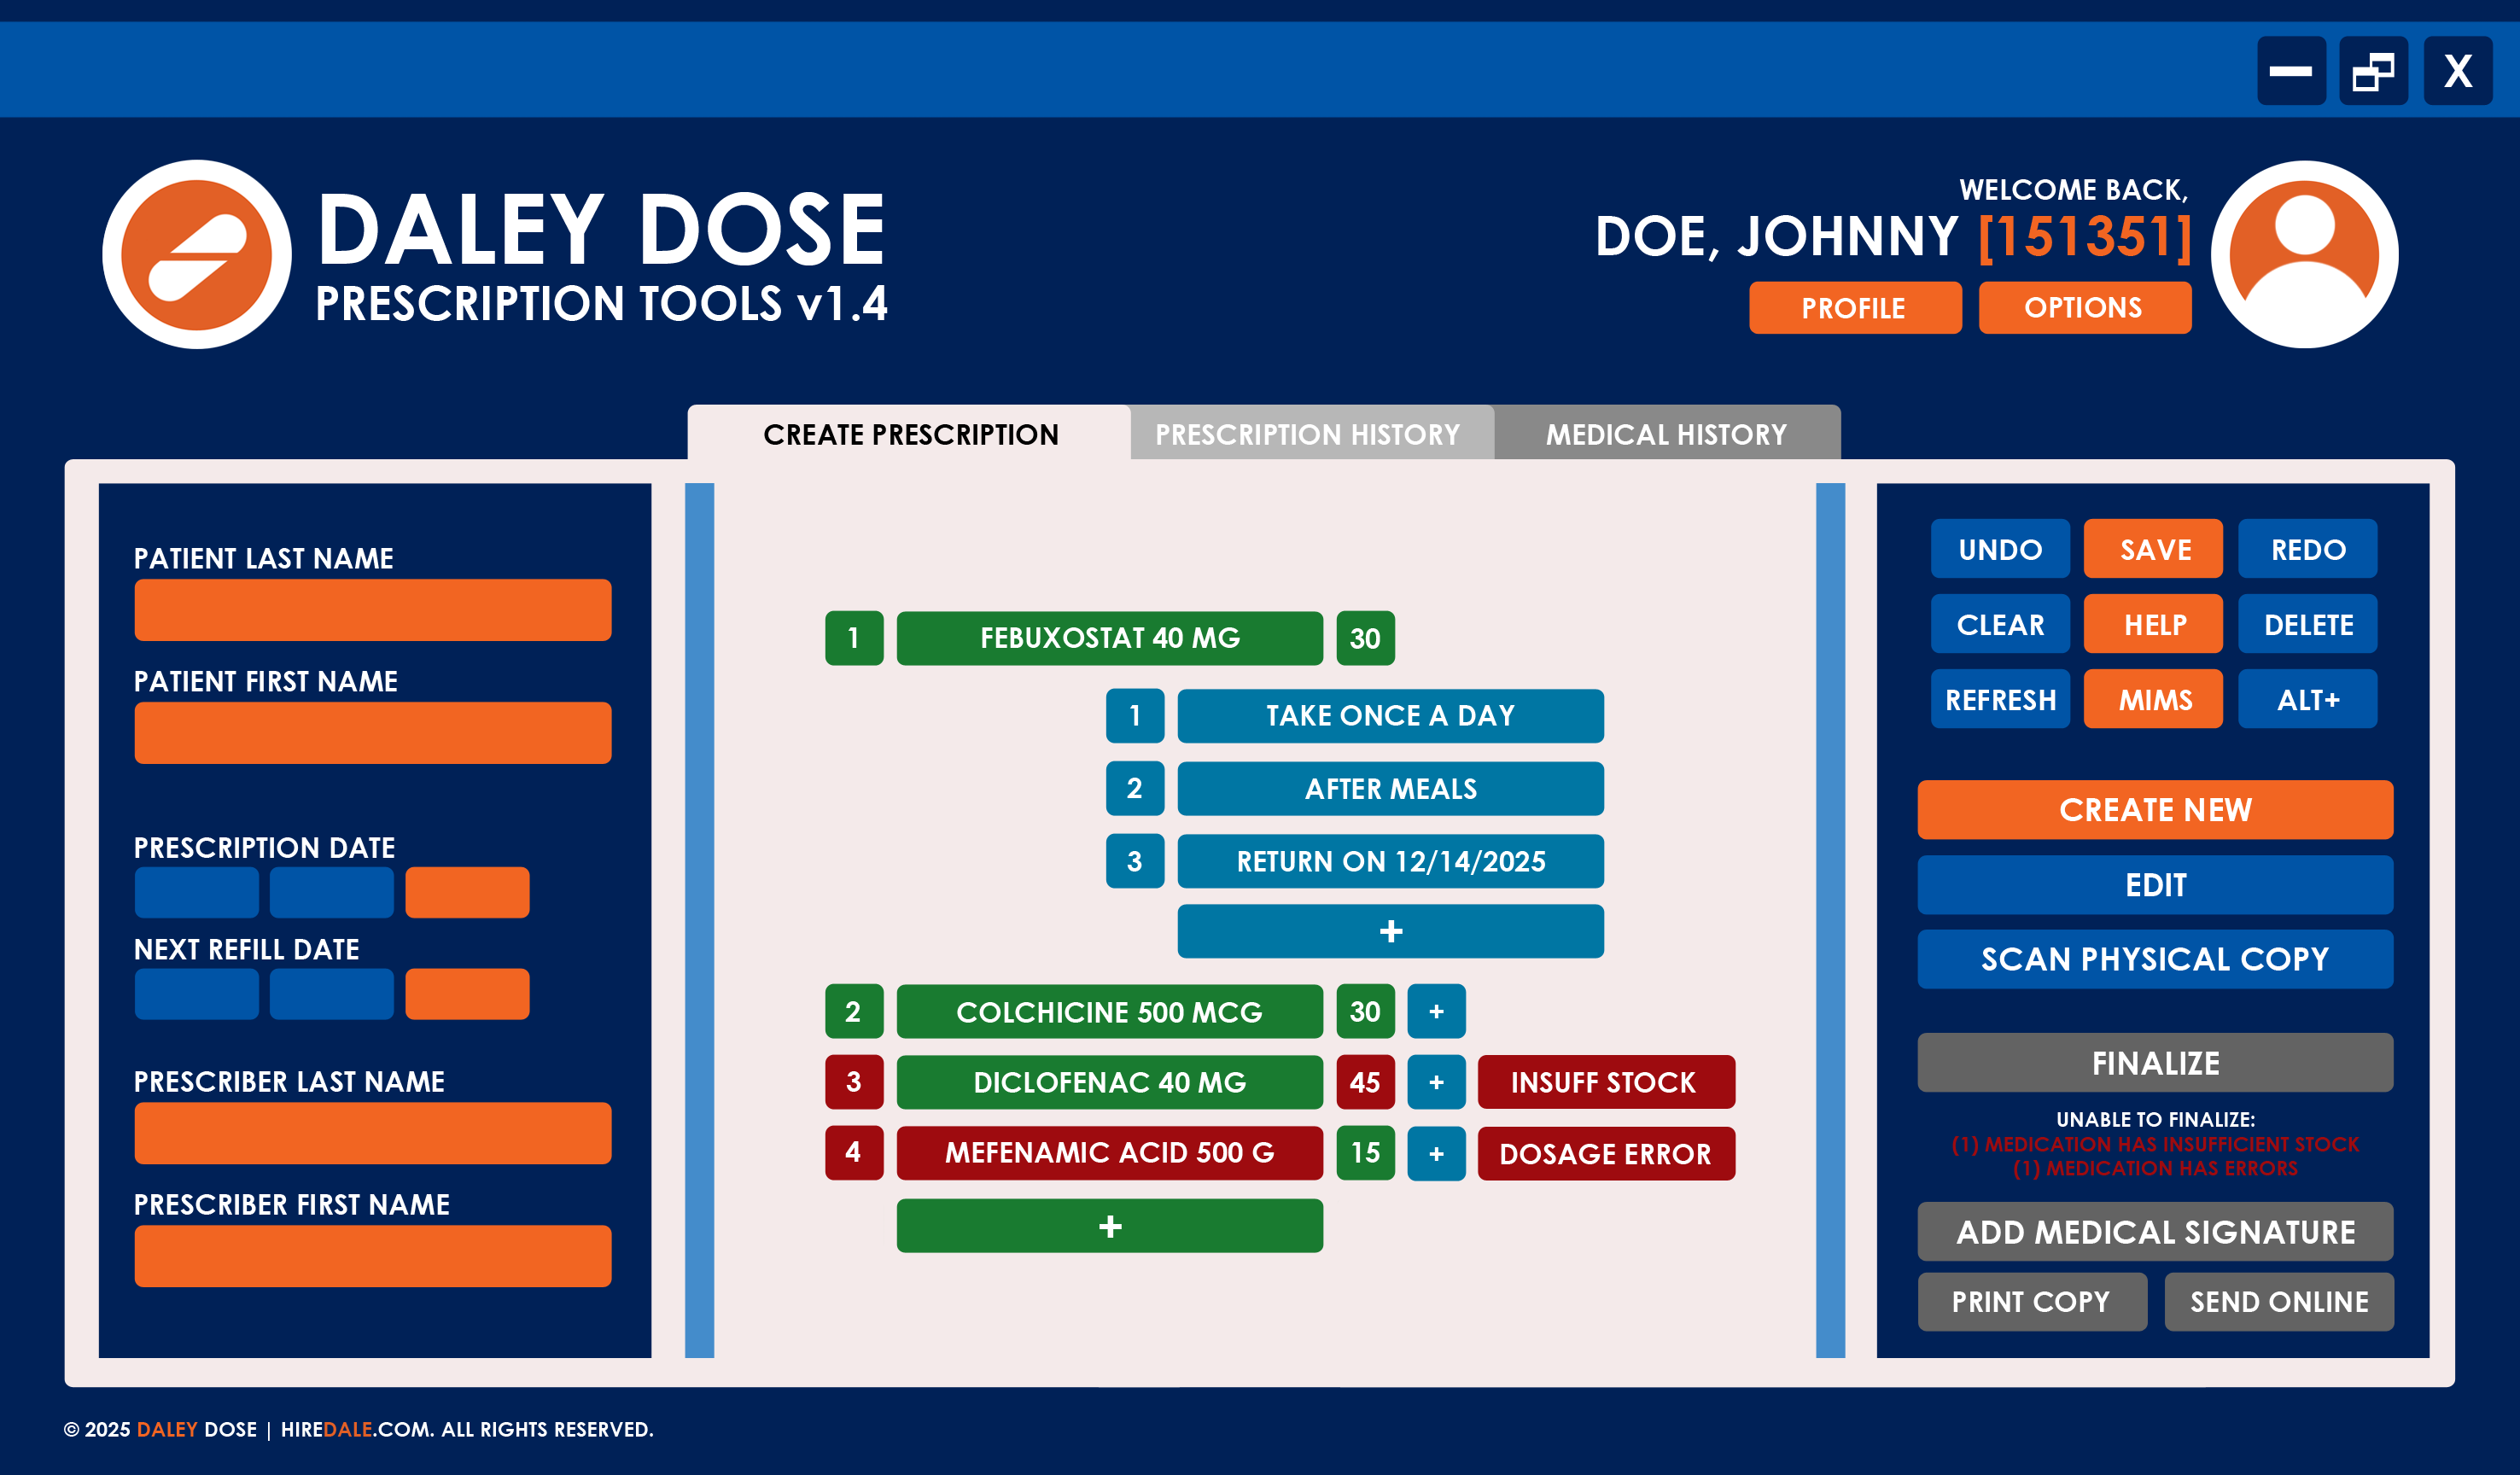 X
DALEY DOSE
PRESCRIPTION TOOLS v1.4
WELCOME BACK,
DOE, JOHNNY [151351]
PROFILE
OPTIONS
CREATE PRESCRIPTION
PRESCRIPTION HISTORY
MEDICAL HISTORY
PATIENT LAST NAME
PATIENT FIRST NAME
PRESCRIPTION DATE
NEXT REFILL DATE
PRESCRIBER LAST NAME
PRESCRIBER FIRST NAME
1 FEBUXOSTAT 40 MG 30
1 TAKE ONCE A DAY
2 AFTER MEALS
3 RETURN ON 12/14/2025
+
2 COLCHICINE 500 MCG 30 +
3 DICLOFENAC 40 MG 45 + INSUFF STOCK
4 MEFENAMIC ACID 500 G 15 + DOSAGE ERROR
+
UNDO SAVE REDO
CLEAR HELP DELETE
REFRESH MIMS ALT+
CREATE NEW
EDIT
SCAN PHYSICAL COPY
FINALIZE
UNABLE TO FINALIZE:
(1) MEDICATION HAS INSUFFICIENT STOCK
(1) MEDICATION HAS ERRORS
ADD MEDICAL SIGNATURE
PRINT COPY SEND ONLINE
© 2025 DALEY DOSE | HIREDALE.COM. ALL RIGHTS RESERVED.